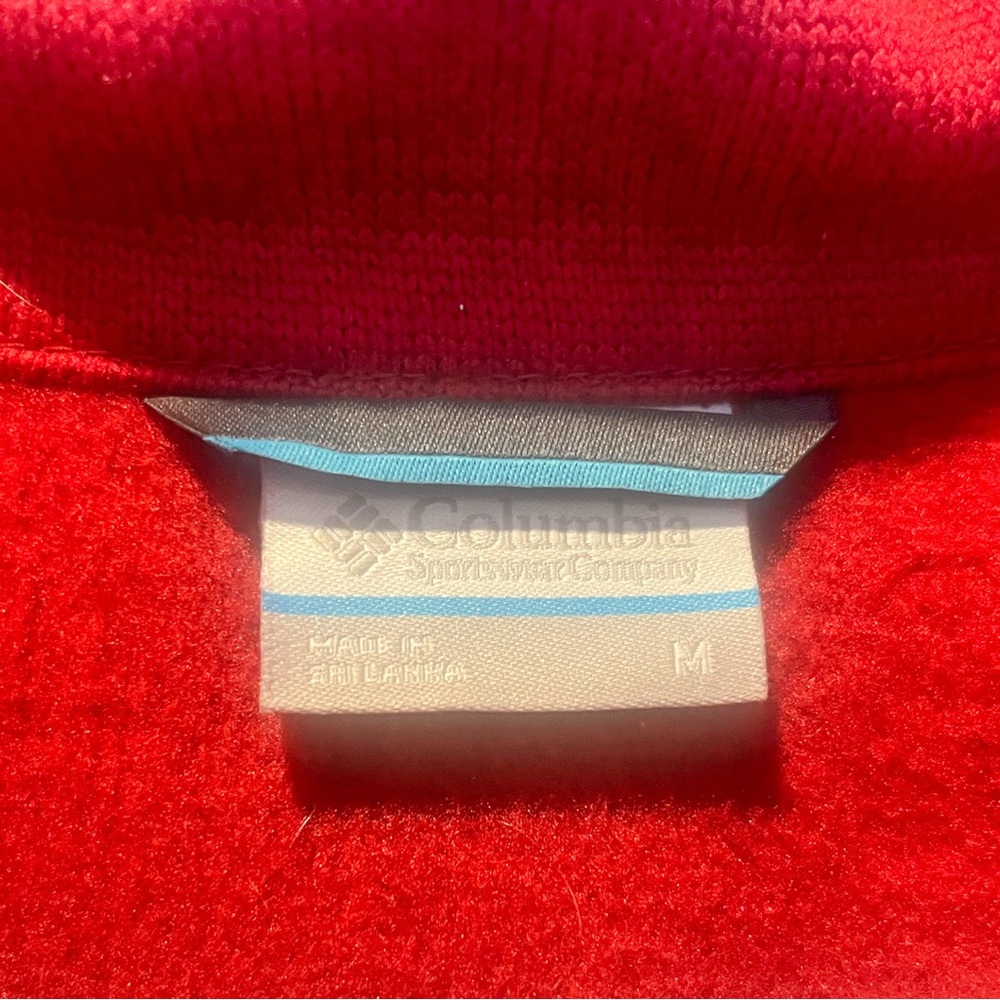 Columbia
Sportswear Company
MADE IN
SRI LANKA
M